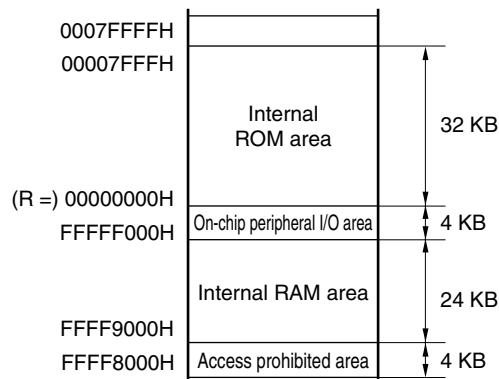 0007FFFFH
00007FFFH
Internal
ROM area
32 KB
(R =) 00000000H
On-chip peripheral I/O area
4 KB
FFFFF000H
Internal RAM area
24 KB
FFFF9000H
FFFF8000H
Access prohibited area
4 KB